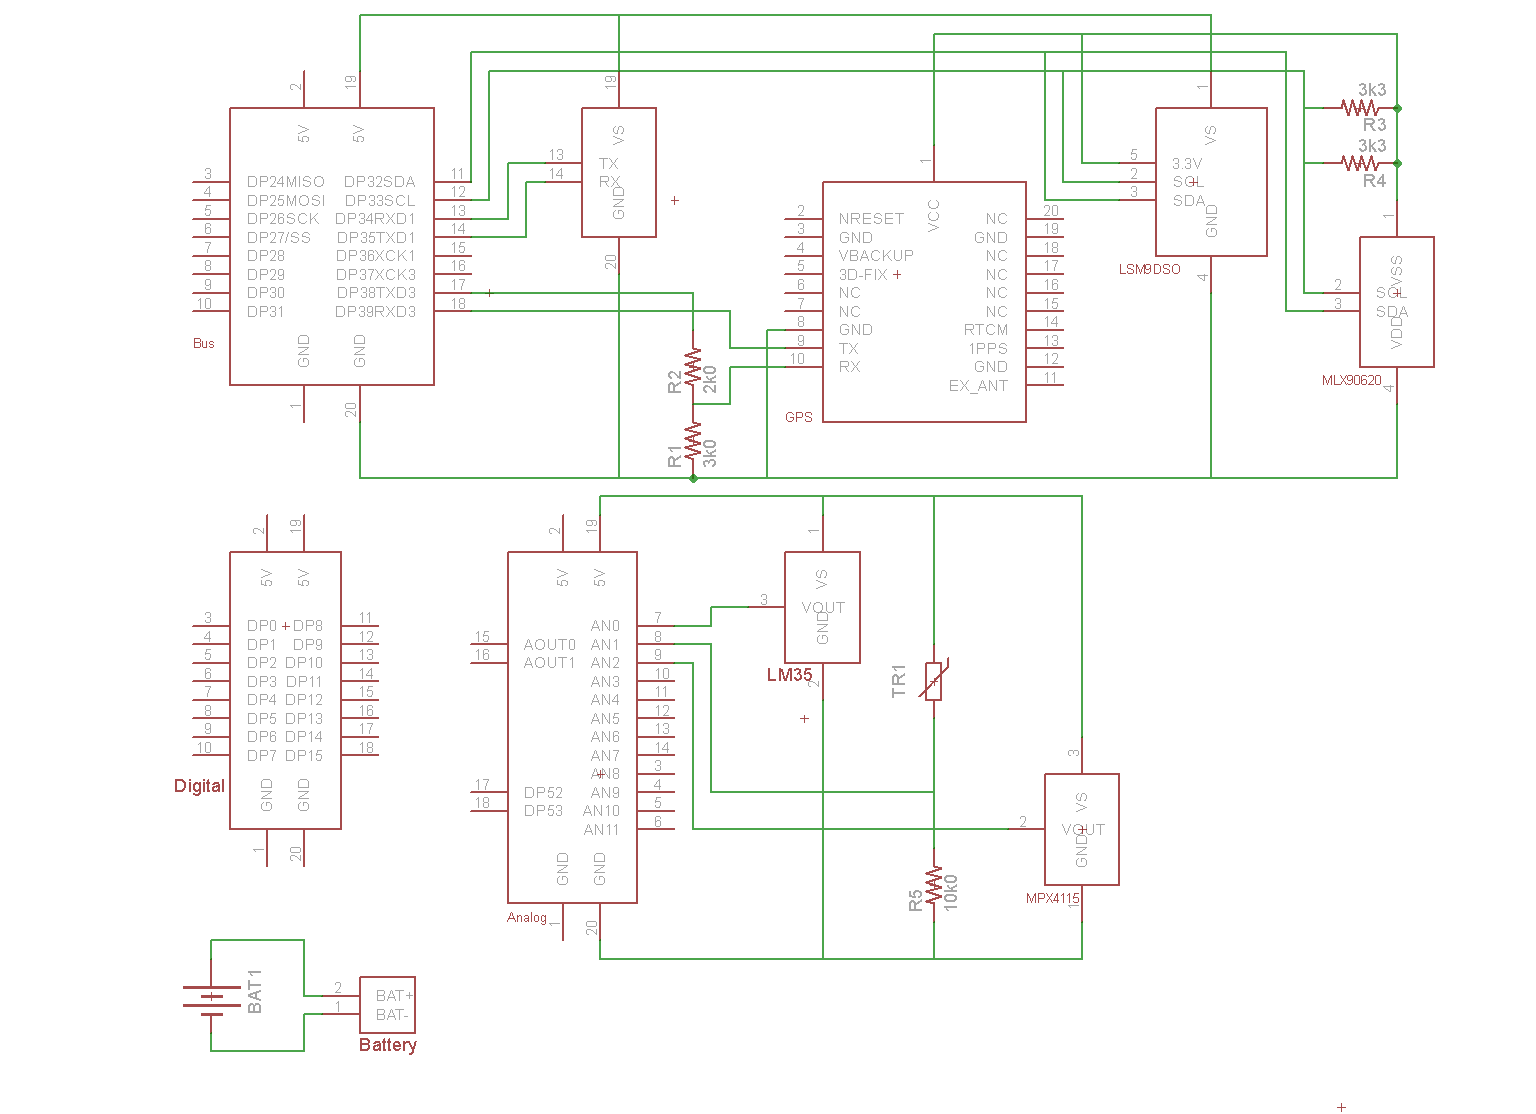 2
19
5V
5V
3
DP24MISO
DP32SDA
11
4
DP25MOSI
DP33SCL
12
5
DP26SCK
DP34RXD1
13
6
DP27/SS
DP35TXD1
14
7
DP28
DP36XCK1
15
8
DP29
DP37XCK3
16
9
DP30
DP38TXD3
17
10
DP31
DP39RXD3
18
Bus
GND
GND
1
20
19
VS
13
TX
14
RX
GND
20
R2
2k0
R1
3k0
1
VCC
2
NRESET
NC
20
3
GND
GND
19
4
VBACKUP
NC
18
5
3D-FIX
NC
17
6
NC
NC
16
7
NC
NC
15
8
GND
RTCM
14
9
TX
1PPS
13
10
RX
GND
12
EX_ANT
11
GPS
1
VS
5
3.3V
2
SCL
3
SDA
GND
LSM9DSO
4
3k3
R3
3k3
R4
1
VSS
2
SCL
3
SDA
VDD
MLX90620
4
2
19
5V
5V
3
DP0
DP8
11
4
DP1
DP9
12
5
DP2
DP10
13
6
DP3
DP11
14
7
DP4
DP12
15
8
DP5
DP13
16
9
DP6
DP14
17
10
DP7
DP15
18
Digital
GND
GND
1
20
2
19
5V
5V
AN0
7
15
AOUT0
AN1
8
16
AOUT1
AN2
9
AN3
10
AN4
11
AN5
12
AN6
13
AN7
14
AN8
3
17
DP52
AN9
4
18
DP53
AN10
5
AN11
6
GND
GND
Analog
1
20
1
VS
3
VOUT
GND
LM35
2
TR1
R5
10k0
3
VS
2
VOUT
GND
MPX4115
1
BAT1
2
BAT+
1
BAT-
Battery